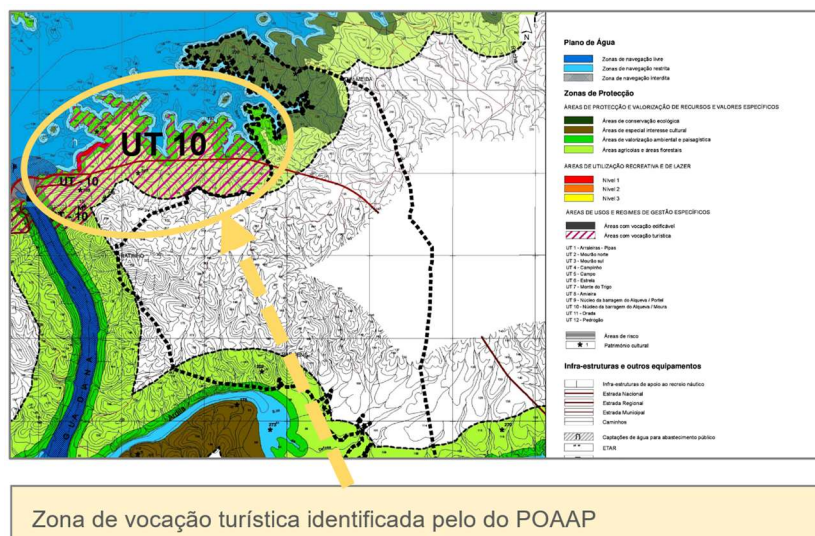 N
ALMEIDA
UT 10
UT - 10
RATINHO
GUADIANA
Plano de Água
Zonas de navegação livre
Zonas de navegação restrita
Zona de navegação interdita
Zonas de Protecção
ÁREAS DE PROTECÇÃO E VALORIZAÇÃO DE RECURSOS E VALORES ESPECÍFICOS
Áreas de conservação ecológica
Áreas de especial interesse cultural
Áreas de valorização ambiental e paisagística
Áreas agrícolas e áreas florestais
ÁREAS DE UTILIZAÇÃO RECREATIVA E DE LAZER
Nível 1
Nível 2
Nível 3
ÁREAS DE USOS E REGIMES DE GESTÃO ESPECÍFICOS
Áreas com vocação edificável
Áreas com vocação turística
UT 2 - Mourão norte
UT 3 - Mourão sul
UT 4 - Campinho
UT 5 - Campo
UT 6 - Estrela
UT 7 - Monte do Trigo
UT 8 - Amieira
UT 9 - Núcleo da barragem do Alqueva / Portel
UT 10 - Núcleo da barragem do Alqueva / Moura
UT 11 - Orada
UT 12 - Pedrógão
Áreas de risco
1 Património cultural
Infra-estruturas e outros equipamentos
Infra-estruturas de apoio ao recreio náutico
Estrada Nacional
Estrada Regional
Estrada Municipal
Caminhos
Captações de água para abastecimento público
ETAR
Zona de vocação turística identificada pelo do POAAP